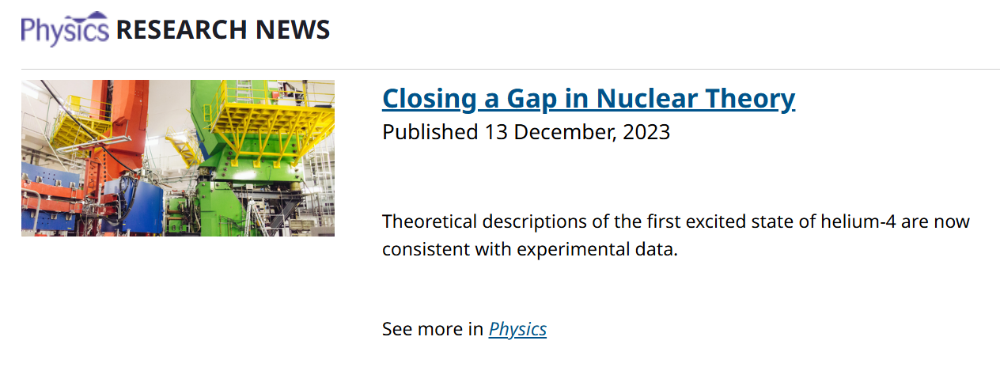 Physics RESEARCH NEWS
Closing a Gap in Nuclear Theory
Published 13 December, 2023
Theoretical descriptions of the first excited state of helium-4 are now
consistent with experimental data.
See more in Physics